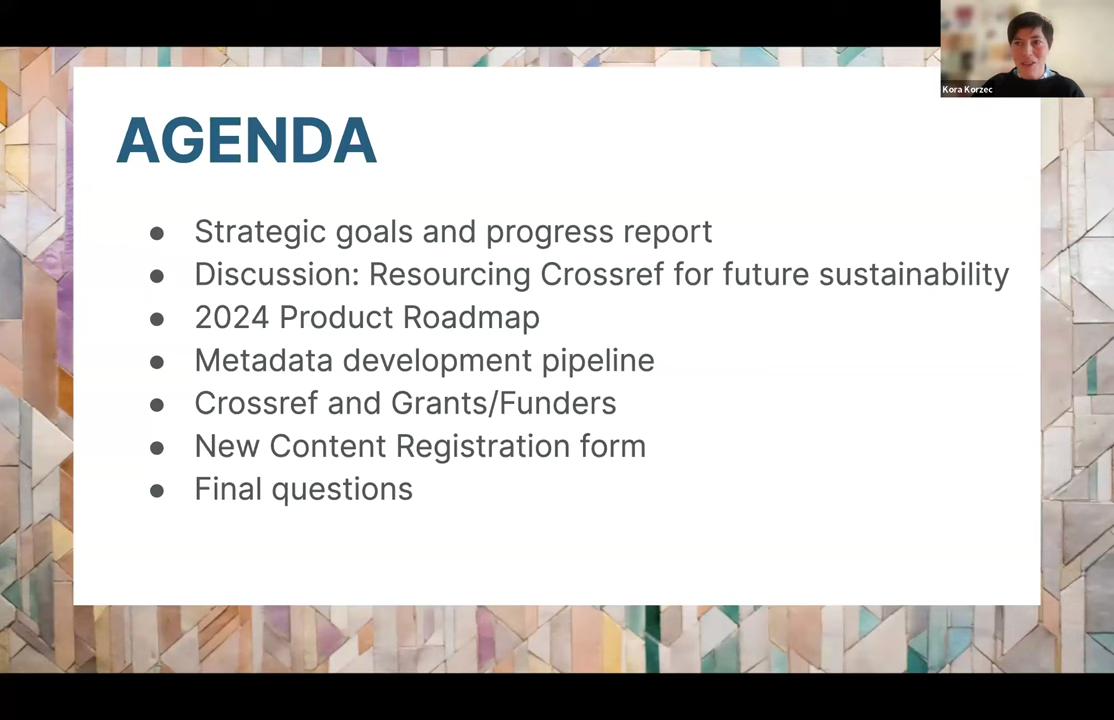 Kora Korzec
AGENDA
● Strategic goals and progress report
● Discussion: Resourcing Crossref for future sustainability
● 2024 Product Roadmap
● Metadata development pipeline
● Crossref and Grants/Funders
● New Content Registration form
● Final questions